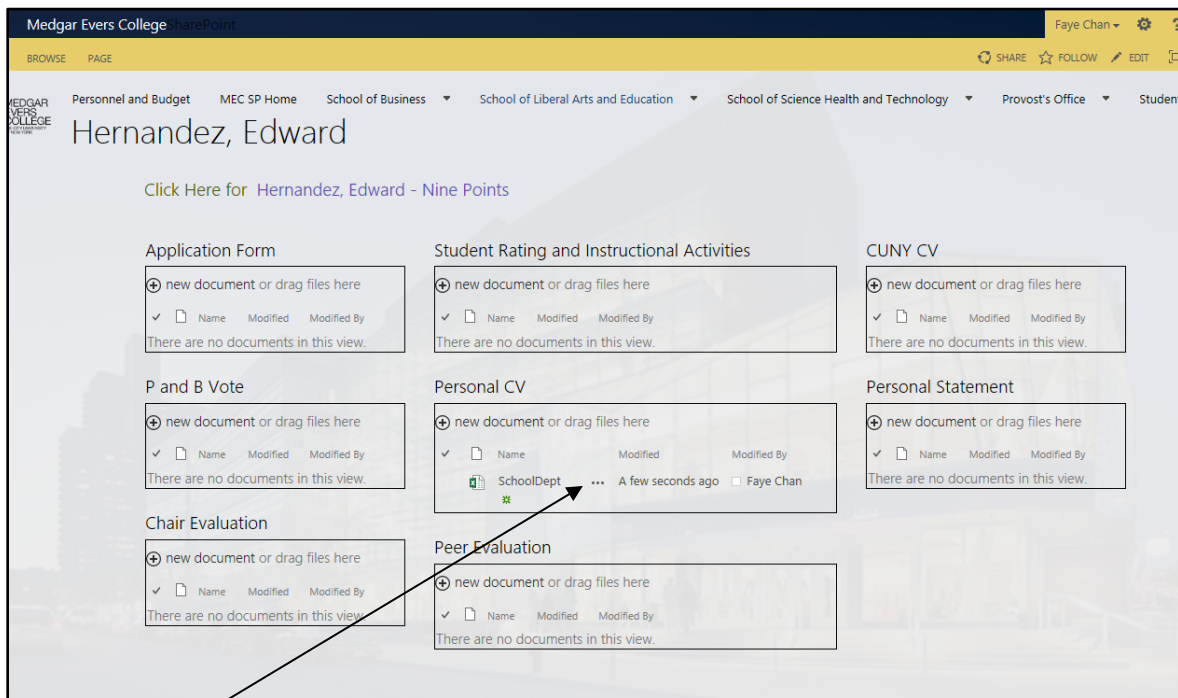 Medgar Evers College SharePoint
Faye Chan
?
BROWSE PAGE
SHARE FOLLOW EDIT
MEDGAR
EVERS
COLLEGE
Personnel and Budget MEC SP Home School of Business School of Liberal Arts and Education School of Science Health and Technology Provost's Office Student
Hernandez, Edward
Click Here for Hernandez, Edward - Nine Points
Application Form
new document or drag files here
Name Modified Modified By
There are no documents in this view.
Student Rating and Instructional Activities
new document or drag files here
Name Modified Modified By
There are no documents in this view.
CUNY CV
new document or drag files here
Name Modified Modified By
There are no documents in this view.
P and B Vote
new document or drag files here
Name Modified Modified By
There are no documents in this view.
Personal CV
new document or drag files here
Name Modified Modified By
SchoolDept ... A few seconds ago Faye Chan
Personal Statement
new document or drag files here
Name Modified Modified By
There are no documents in this view.
Chair Evaluation
new document or drag files here
Name Modified Modified By
There are no documents in this view.
Peer Evaluation
new document or drag files here
Name Modified Modified By
There are no documents in this view.